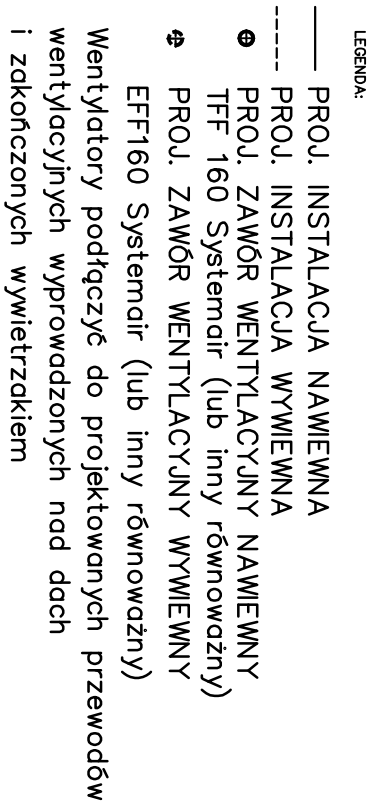 LEGENDA:
PROJ. INSTALACJA NAWIEWNA
PROJ. INSTALACJA WYWIEWNA
PROJ. ZAWÓR WENTYLACYJNY NAWIEWNY
TFF 160 Systemair (lub inny równoważny)
PROJ. ZAWÓR WENTYLACYJNY WYWIEWNY
EFF160 Systemair (lub inny równoważny)
Wentylatory podłączyć do projektowanych przewodów
wentylacyjnych wyprowadzonych nad dach
i zakończonych wywietrzakiem